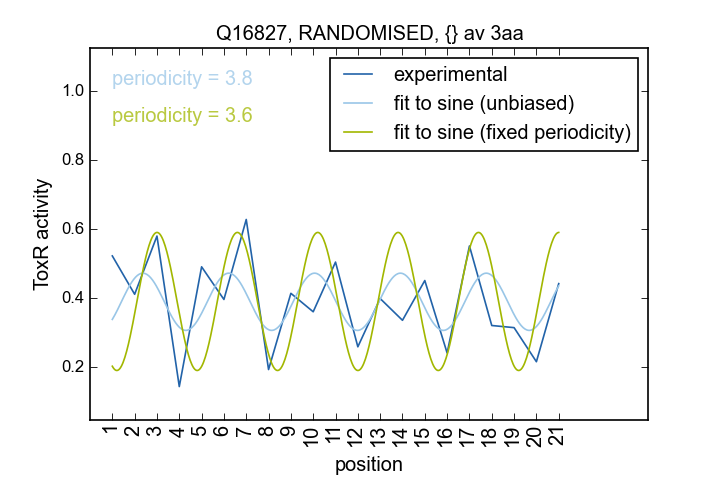 Q16827, RANDOMISED, {} av 3aa
periodicity = 3.8
periodicity = 3.6
experimental
fit to sine (unbiased)
fit to sine (fixed periodicity)
ToxR activity
1.0
0.8
0.6
0.4
0.2
1 2 3 4 5 6 7 8 9 10 11 12 13 14 15 16 17 18 19 20 21
position